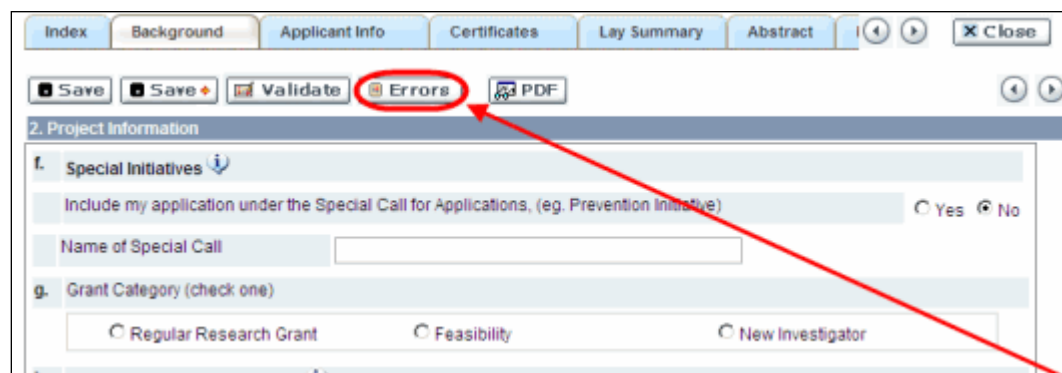 Index Background Applicant Info Certificates Lay Summary Abstract Close
Save Save Validate Errors PDF
2. Project Information
f. Special Initiatives
Include my application under the Special Call for Applications, (eg. Prevention Initiative) Yes No
Name of Special Call
g. Grant Category (check one)
Regular Research Grant Feasibility New Investigator